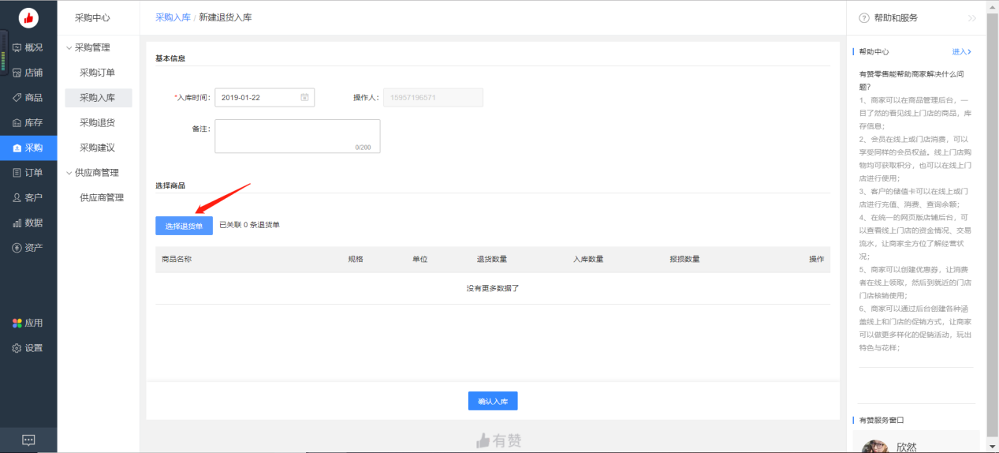 概况
店铺
商品
库存
采购
订单
客户
数据
资产
应用
设置
采购中心
采购管理
采购订单
采购入库
采购退货
采购建议
供应商管理
供应商管理
采购入库 / 新建退货入库
基本信息
*入库时间： 2019-01-22 操作人： 15957196571
备注：
0/200
选择商品
选择退货单 已关联 0 条退货单
商品名称 规格 单位 退货数量 入库数量 报损数量 操作
没有更多数据了
确认入库
有赞
帮助和服务
帮助中心 进入
有赞零售能帮助商家解决什么问
题？
1、商家可以在商品管理后台，一
目了然的看见线上门店的商品，库
存信息；
2、会员在线上或门店消费，可以
享受同样的会员权益。线上门店购
物均可获取积分，也可以在线上门
店进行使用；
3、客户的储值卡可以在线上或门
店进行充值、消费、查询余额；
4、在统一的网页版店铺后台，可
以查看线上门店的资金情况、交易
流水，让商家全方位了解经营状
况；
5、商家可以创建优惠券，让消费
者在线上领取，然后到就近的门店
门店核销使用；
6、商家可以通过后台创建各种涵
盖线上和门店的促销方式，让商家
可以做更多样化的促销活动，玩出
特色与花样；
有赞服务窗口
欣然